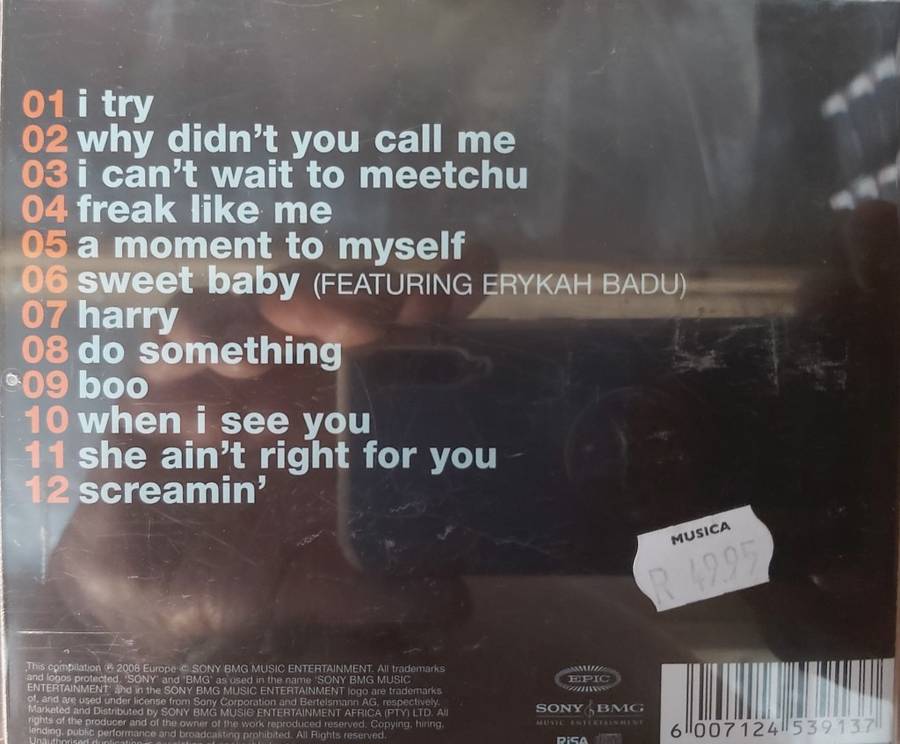 01 i try
02 why didn't you call me
03 i can't wait to meetchu
04 freak like me
05 a moment to myself
06 sweet baby (FEATURING ERYKAH BADU)
07 harry
08 do something
09 boo
10 when i see you
11 she ain't right for you
12 screamin'
MUSICA
R 49.95
This compilation ℗ 2008 Europe © SONY BMG MUSIC ENTERTAINMENT. All trademarks
and logos protected. 'SONY' and 'BMG' as used in the name 'SONY BMG MUSIC
ENTERTAINMENT' and in the SONY BMG MUSIC ENTERTAINMENT logo are trademarks
of, and are used under license from Sony Corporation and Bertelsmann AG, respectively.
Marketed and Distributed by SONY BMG MUSIC ENTERTAINMENT AFRICA (PTY) LTD. All
rights of the producer and of the owner of the work reproduced reserved. Copying, hiring,
lending, public performance and broadcasting prohibited. All Rights reserved.
Unauthorised duplication
EPIC
SONY BMG
MUSIC ENTERTAINMENT
RiSA
6 007124 539137